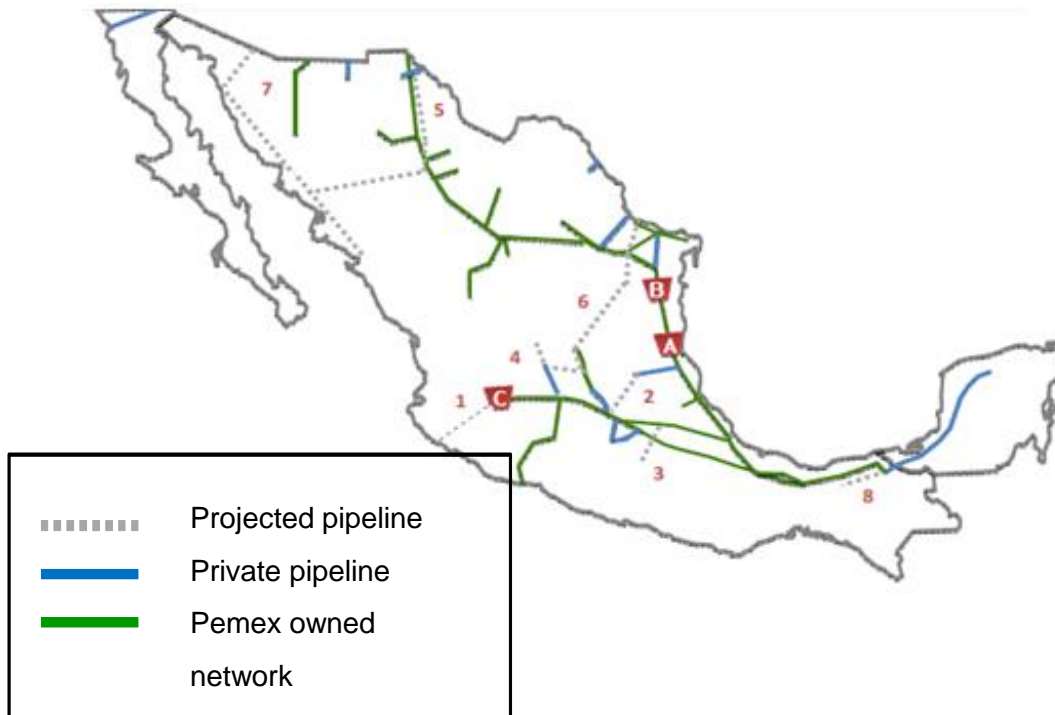 7
5
B
6
A
4
C
1
2
3
8
Projected pipeline
Private pipeline
Pemex owned
network